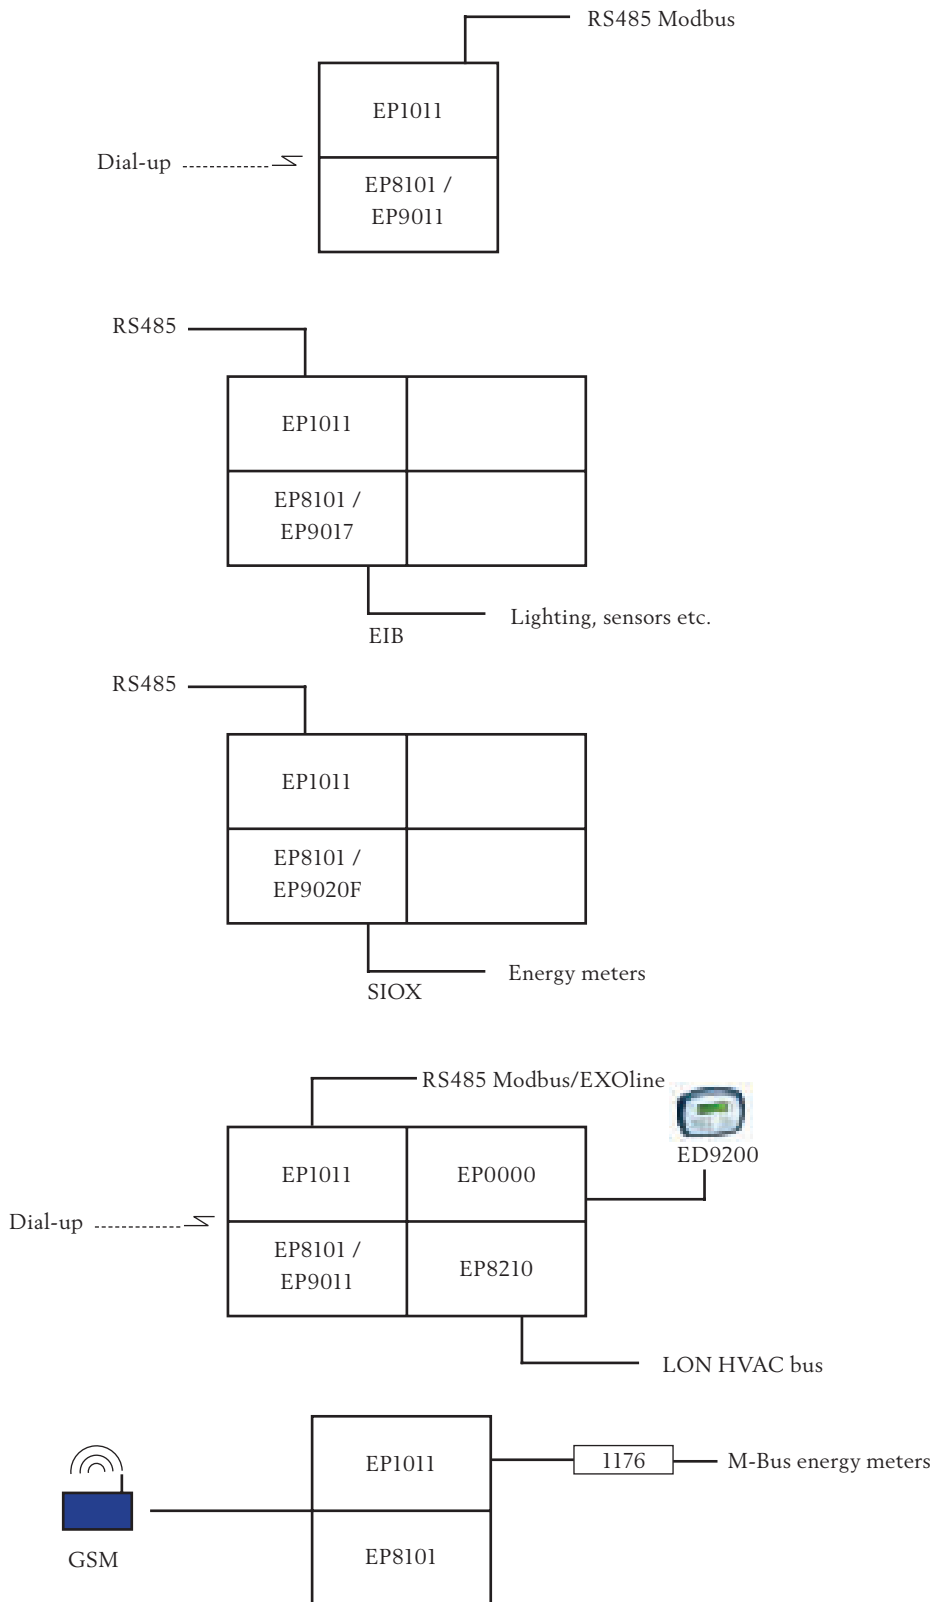 RS485 Modbus
EP1011
Dial-up
EP8101 /
EP9011
RS485
EP1011
EP8101 /
EP9017
Lighting, sensors etc.
EIB
RS485
EP1011
EP8101 /
EP9020F
Energy meters
SIOX
RS485 Modbus/EXOline
ED9200
EP1011
EP0000
Dial-up
EP8101 /
EP9011
EP8210
LON HVAC bus
EP1011
1176
M-Bus energy meters
GSM
EP8101